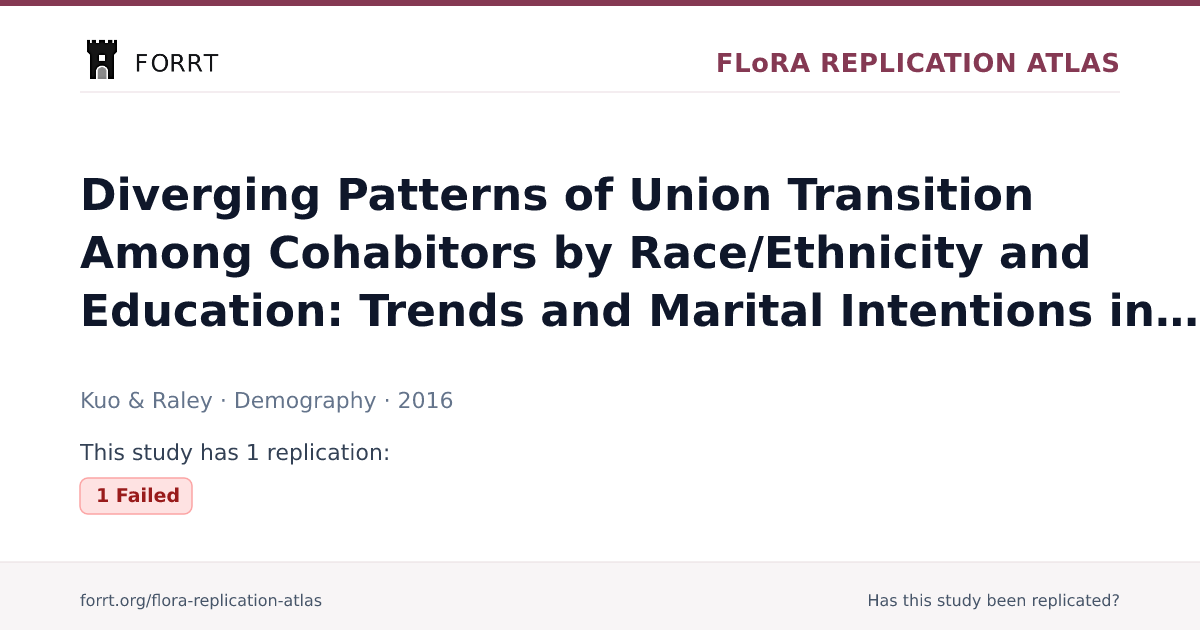 FORRT
FLoRA REPLICATION ATLAS
Diverging Patterns of Union Transition
Among Cohabitors by Race/Ethnicity and
Education: Trends and Marital Intentions in…
Kuo & Raley · Demography · 2016
This study has 1 replication:
1 Failed
forrt.org/flora-replication-atlas
Has this study been replicated?